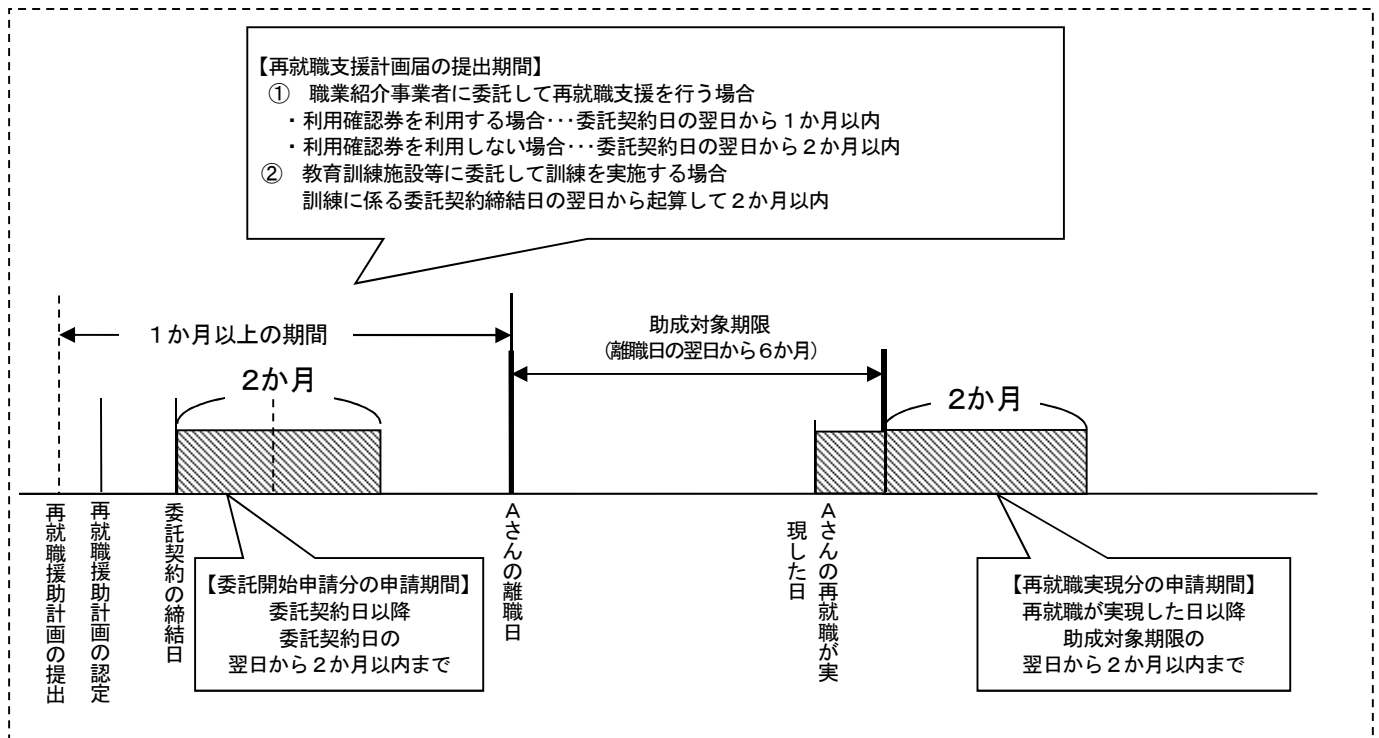 【再就職支援計画届の提出期間】
① 職業紹介事業者に委託して再就職支援を行う場合
・利用確認券を利用する場合･･･委託契約日の翌日から１か月以内
・利用確認券を利用しない場合･･･委託契約日の翌日から２か月以内
② 教育訓練施設等に委託して訓練を実施する場合
訓練に係る委託契約締結日の翌日から起算して２か月以内
１か月以上の期間
助成対象期限
（離職日の翌日から６か月）
２か月
２か月
再就職援助計画の提出
再就職援助計画の認定
委託契約の締結日
Ａさんの離職日
Ａさんの再就職が実
現した日
【委託開始申請分の申請期間】
委託契約日以降
委託契約日の
翌日から２か月以内まで
【再就職実現分の申請期間】
再就職が実現した日以降
助成対象期限の
翌日から２か月以内まで